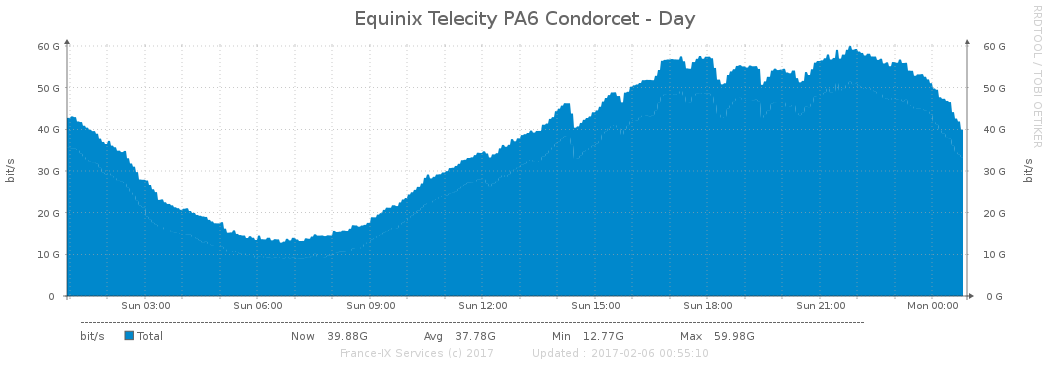 Equinix Telecity PA6 Condorcet - Day
RRDTOOL / TOBI OETIKER
60 G 60 G
50 G 50 G
40 G 40 G
30 G 30 G
20 G 20 G
10 G 10 G
0 0 G
bit/s
bit/s
Sun 03:00 Sun 06:00 Sun 09:00 Sun 12:00 Sun 15:00 Sun 18:00 Sun 21:00 Mon 00:00
bit/s Total Now 39.88G Avg 37.78G Min 12.77G Max 59.98G
France-IX Services (c) 2017 Updated : 2017-02-06 00:55:10